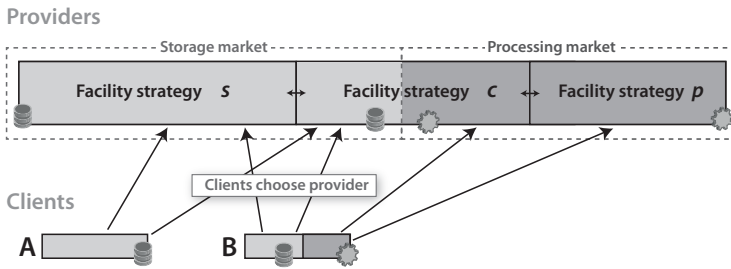 Providers
Storage market
Processing market
Facility strategy s
Facility strategy c
Facility strategy p
Clients choose provider
Clients
A
B